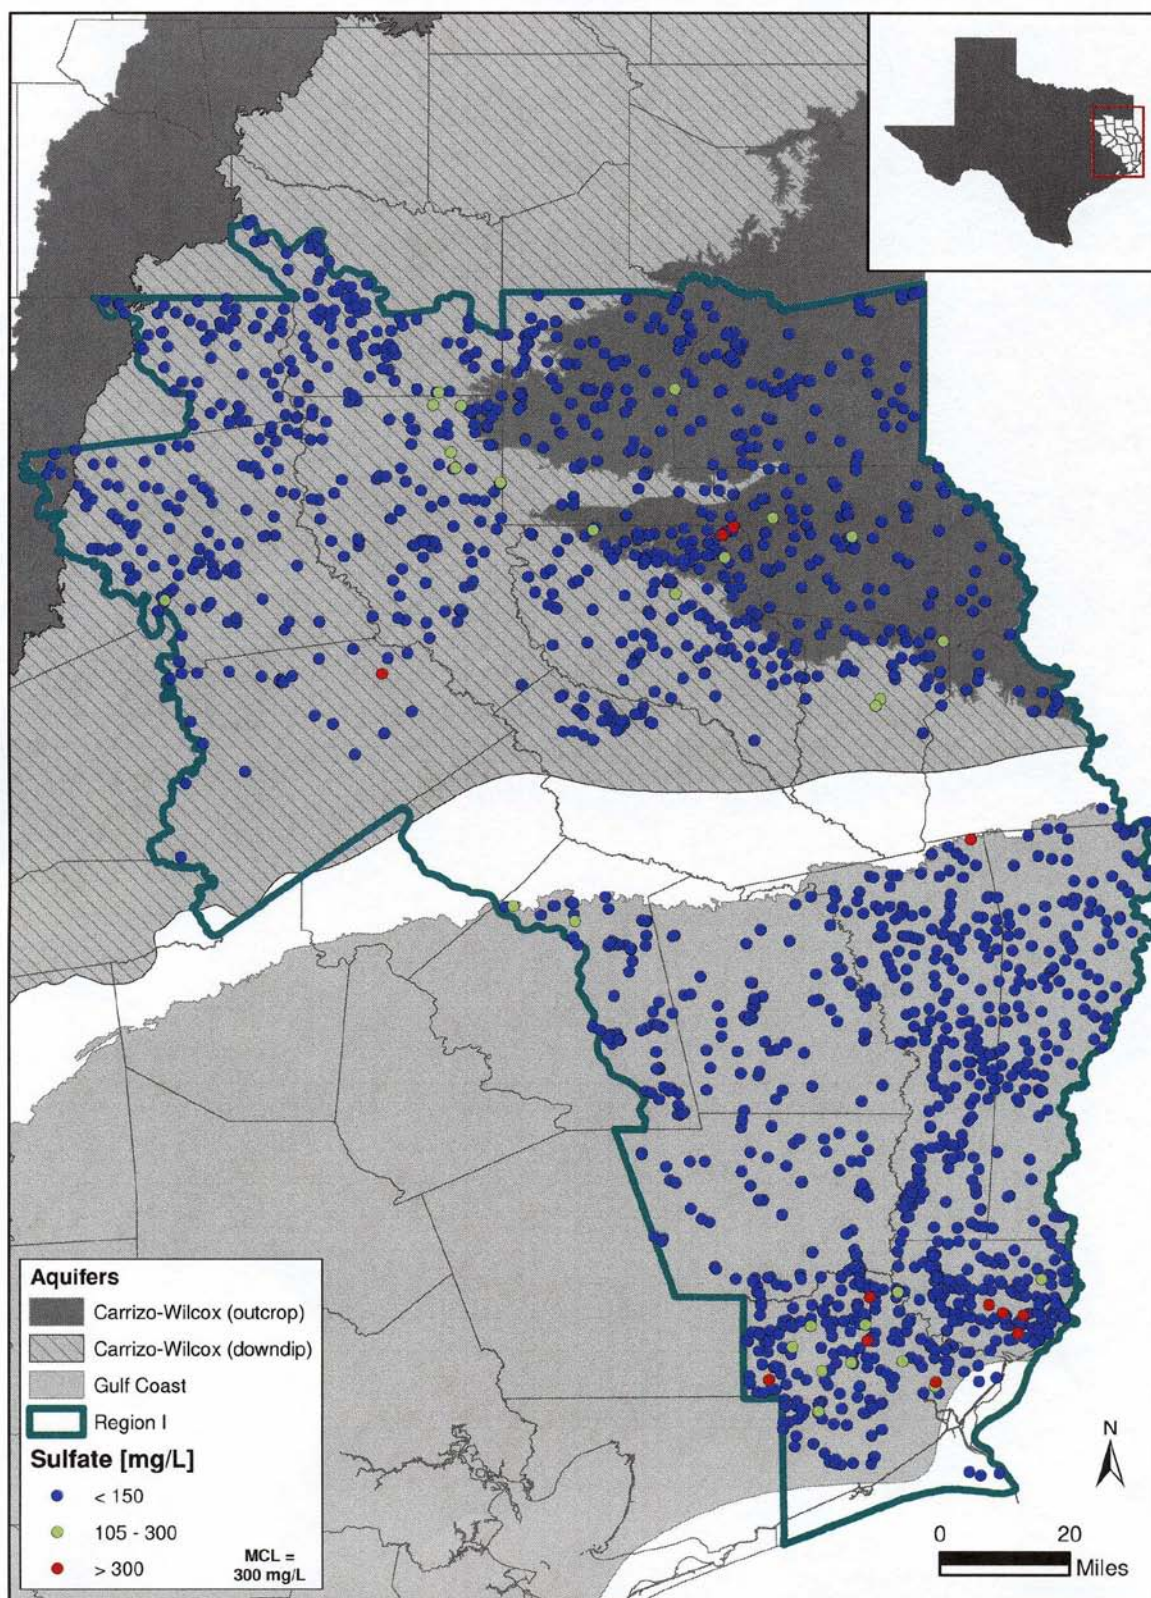 Aquifers
Carrizo-Wilcox (outcrop)
Carrizo-Wilcox (downdip)
Gulf Coast
Region I
Sulfate [mg/L]
< 150
105 - 300
> 300
MCL =
300 mg/L
N
0 20
Miles